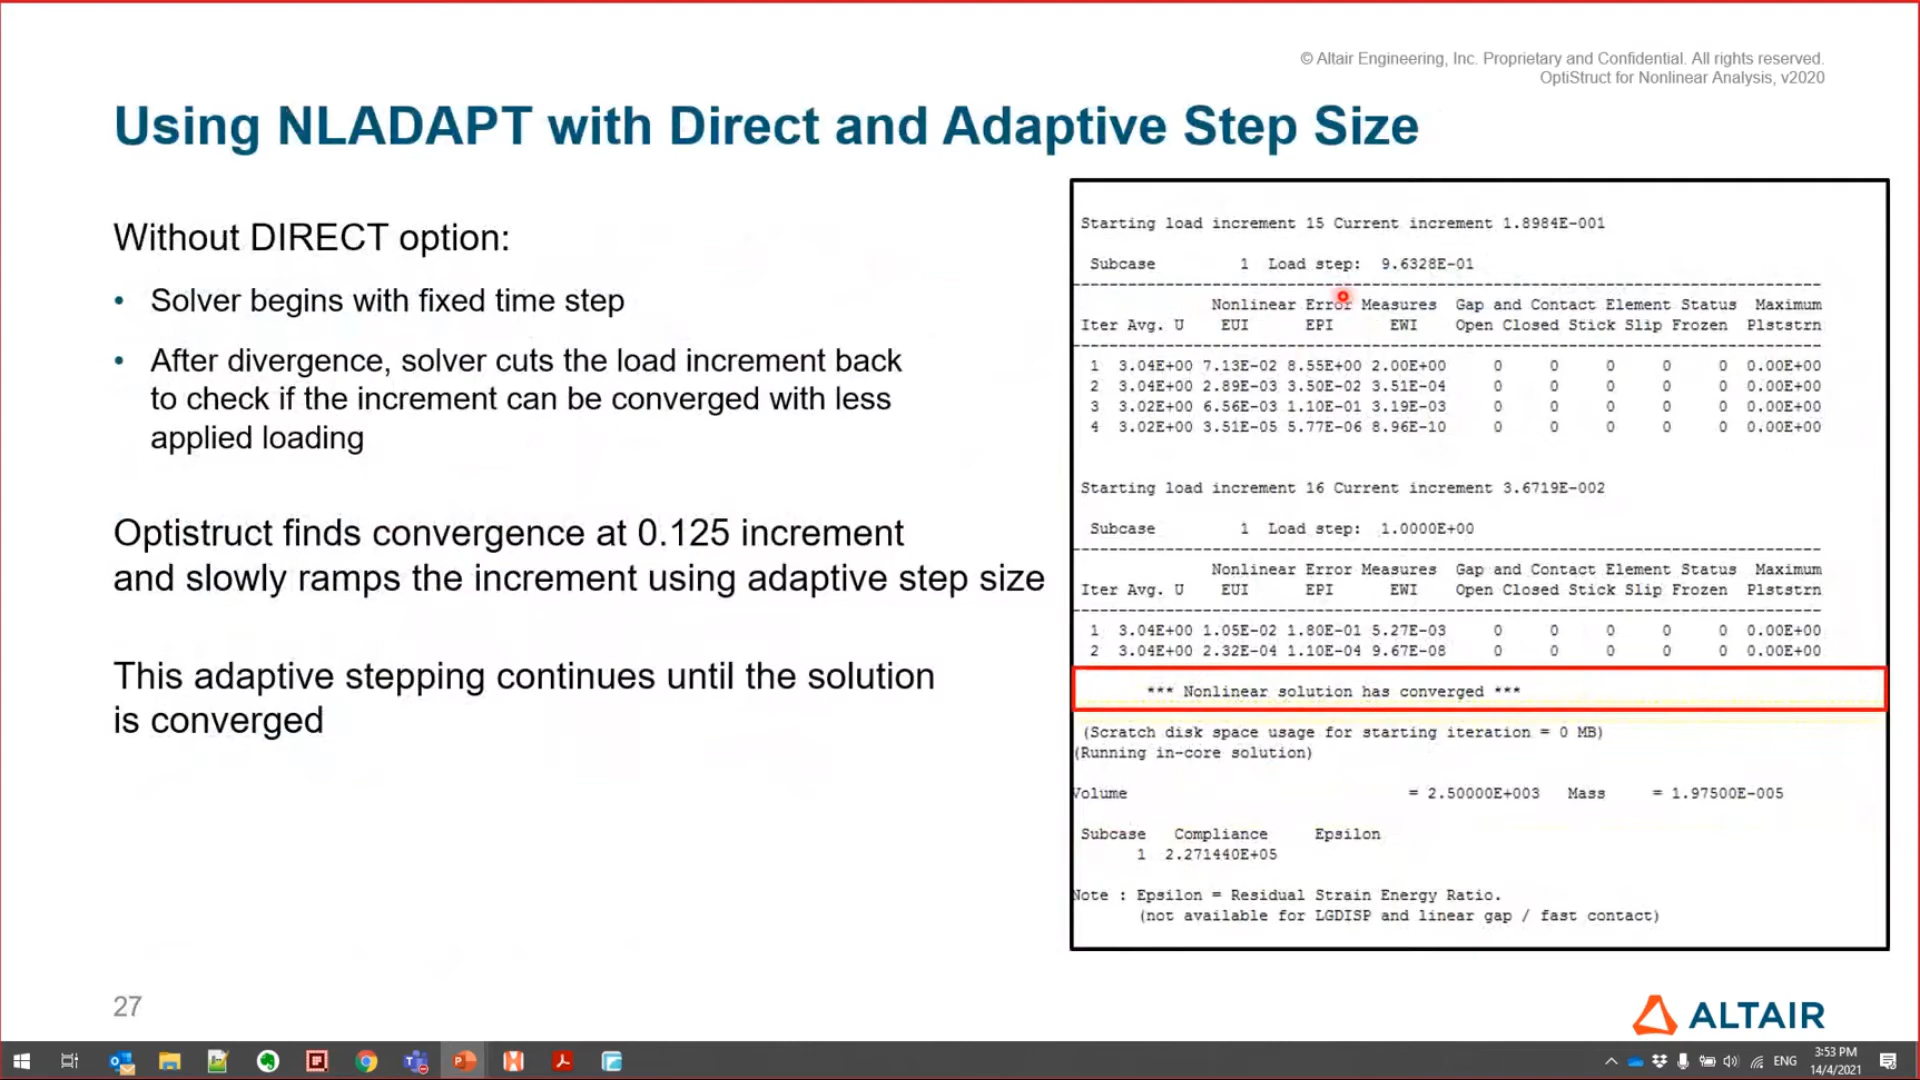 © Altair Engineering, Inc. Proprietary and Confidential. All rights reserved.
OptiStruct for Nonlinear Analysis, v2020
Using NLADAPT with Direct and Adaptive Step Size
Without DIRECT option:
• Solver begins with fixed time step
• After divergence, solver cuts the load increment back
to check if the increment can be converged with less
applied loading
Optistruct finds convergence at 0.125 increment
and slowly ramps the increment using adaptive step size
This adaptive stepping continues until the solution
is converged
Starting load increment 15 Current increment 1.8984E-001
Subcase 1 Load step: 9.6328E-01
Nonlinear Error Measures Gap and Contact Element Status Maximum
Iter Avg. U EUI EPI EWI Open Closed Stick Slip Frozen Plststrn
1 3.04E+00 7.13E-02 8.55E+00 2.00E+00 0 0 0 0 0 0.00E+00
2 3.04E+00 2.89E-03 3.50E-02 3.51E-04 0 0 0 0 0 0.00E+00
3 3.02E+00 6.56E-03 1.10E-01 3.19E-03 0 0 0 0 0 0.00E+00
4 3.02E+00 3.51E-05 5.77E-06 8.96E-10 0 0 0 0 0 0.00E+00
Starting load increment 16 Current increment 3.6719E-002
Subcase 1 Load step: 1.0000E+00
Nonlinear Error Measures Gap and Contact Element Status Maximum
Iter Avg. U EUI EPI EWI Open Closed Stick Slip Frozen Plststrn
1 3.04E+00 1.05E-02 1.80E-01 5.27E-03 0 0 0 0 0 0.00E+00
2 3.04E+00 2.32E-04 1.10E-04 9.67E-08 0 0 0 0 0 0.00E+00
*** Nonlinear solution has converged ***
(Scratch disk space usage for starting iteration = 0 MB)
(Running in-core solution)
Volume = 2.50000E+003 Mass = 1.97500E-005
Subcase Compliance Epsilon
1 2.271440E+05
Note : Epsilon = Residual Strain Energy Ratio.
(not available for LGDISP and linear gap / fast contact)
27
ALTAIR
ENG
3:53 PM
14/4/2021